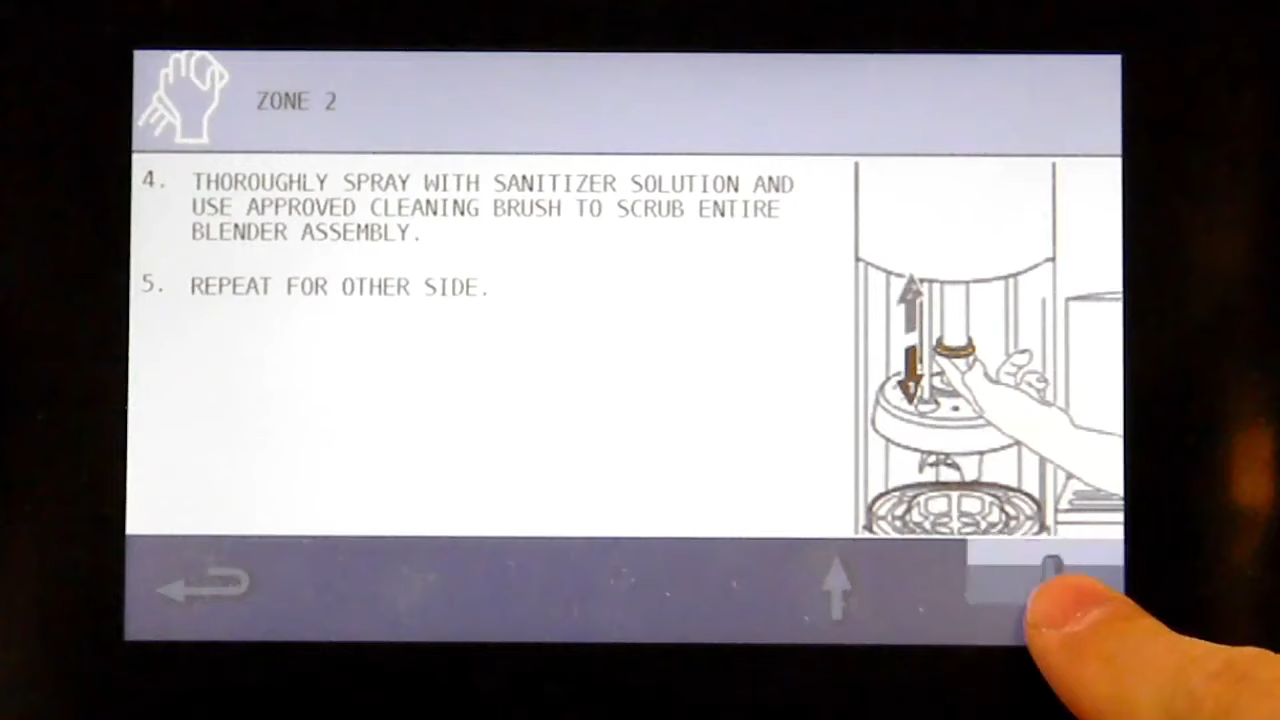 ZONE 2
4. THOROUGHLY SPRAY WITH SANITIZER SOLUTION AND
USE APPROVED CLEANING BRUSH TO SCRUB ENTIRE
BLENDER ASSEMBLY.
5. REPEAT FOR OTHER SIDE.